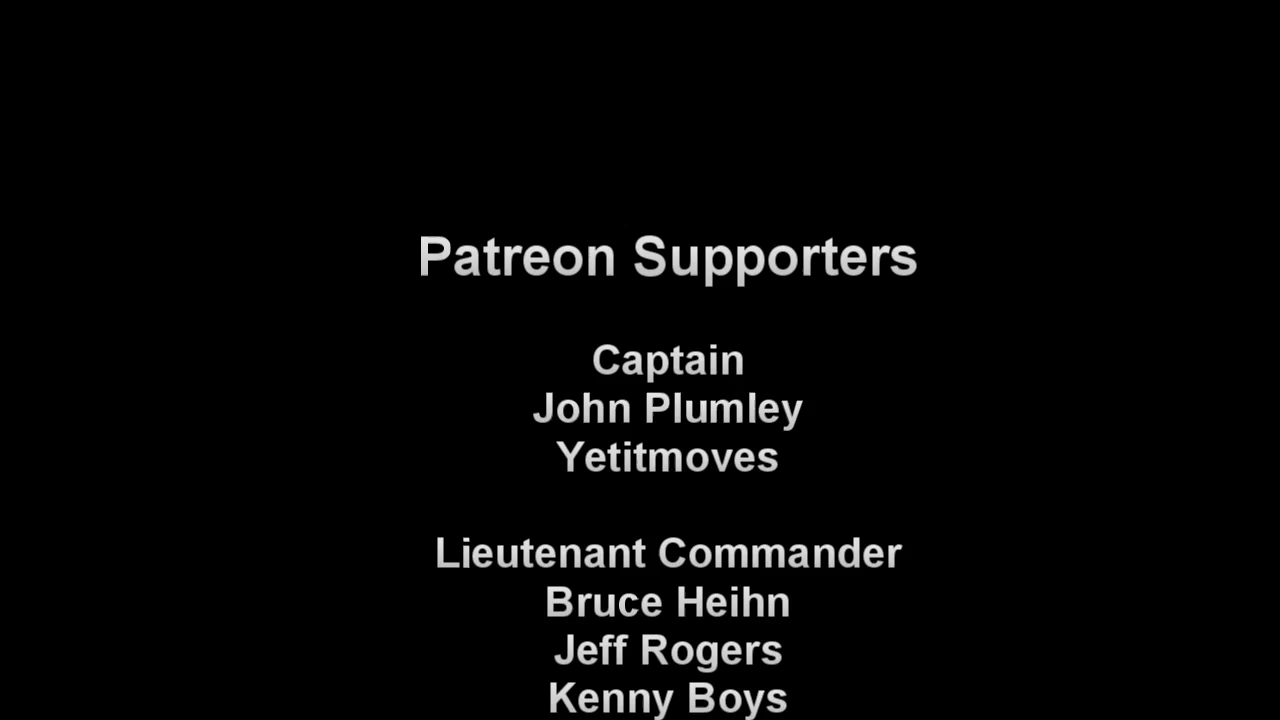 Patreon Supporters
Captain
John Plumley
Yetitmoves
Lieutenant Commander
Bruce Heihn
Jeff Rogers
Kenny Boys